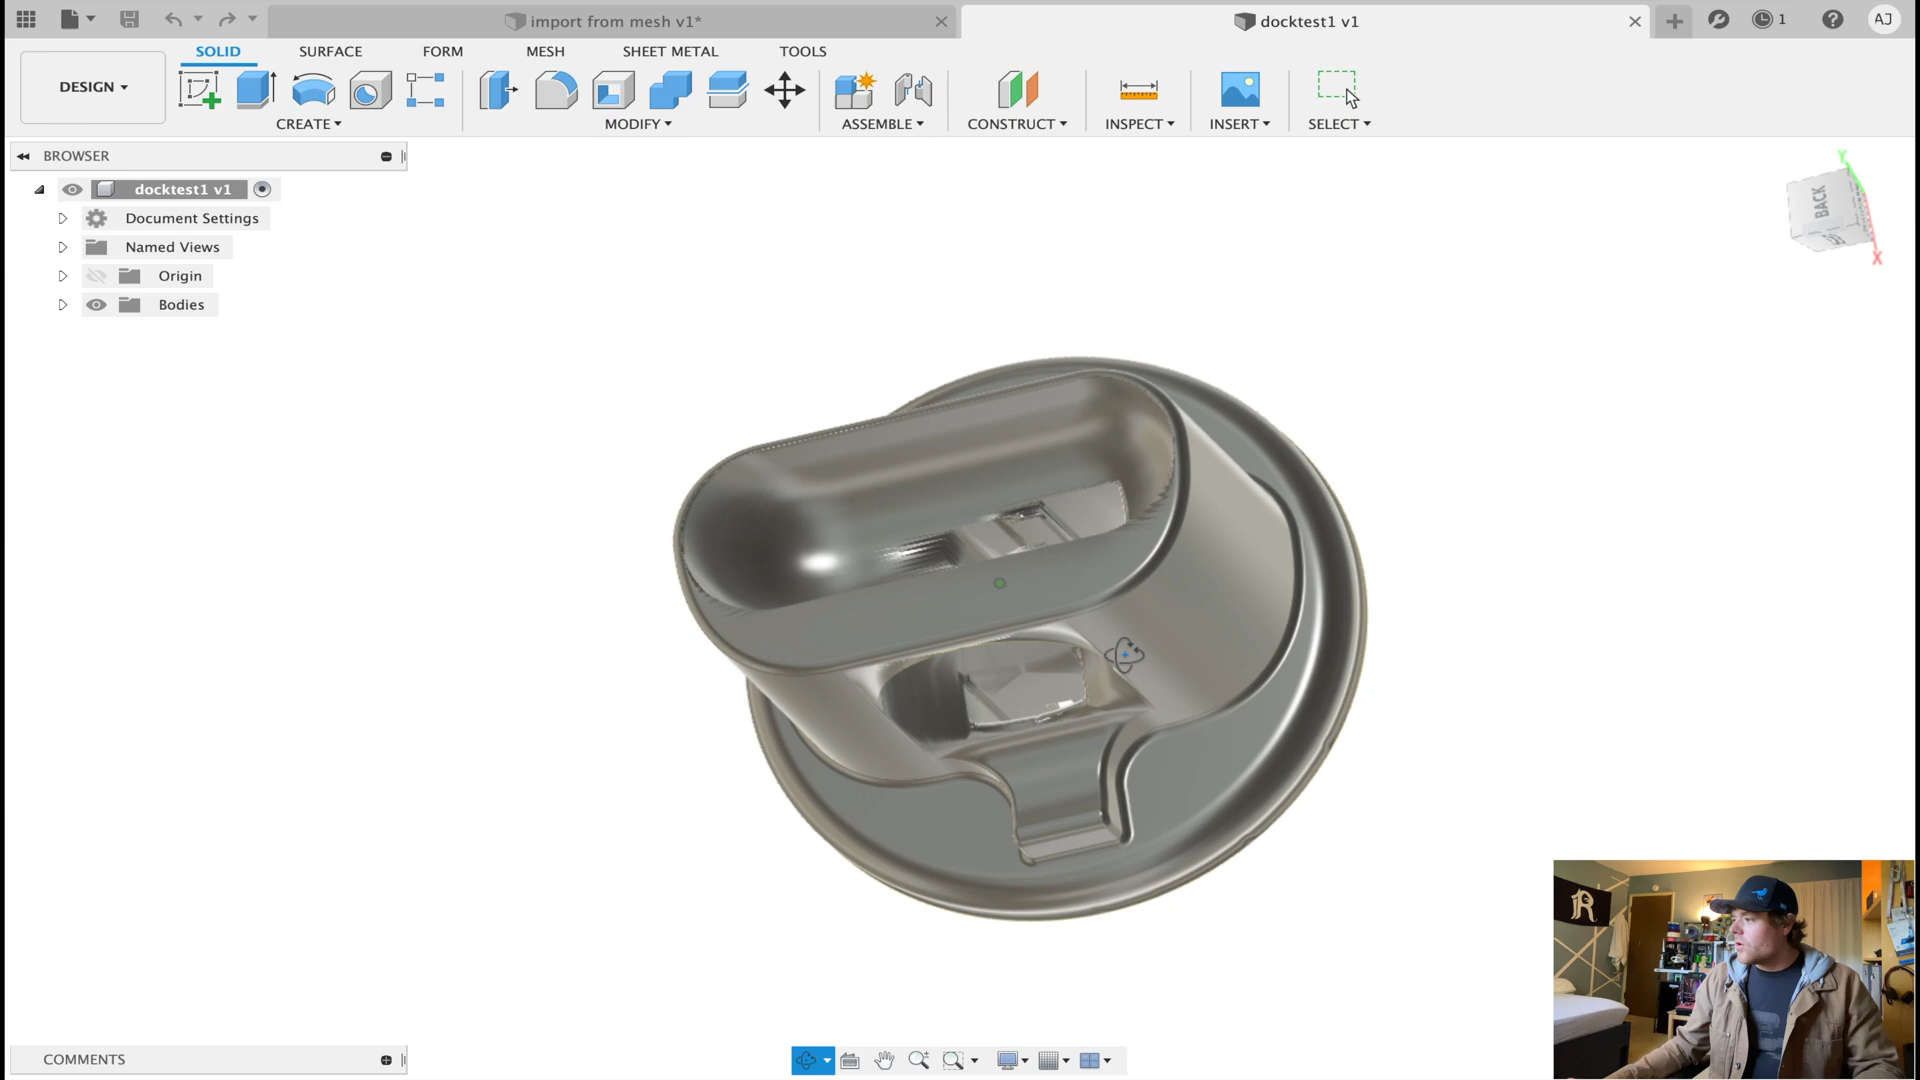 import from mesh v1*
docktest1 v1
1
AJ
DESIGN
SOLID
SURFACE
FORM
MESH
SHEET METAL
TOOLS
CREATE
MODIFY
ASSEMBLE
CONSTRUCT
INSPECT
INSERT
SELECT
BROWSER
docktest1 v1
Document Settings
Named Views
Origin
Bodies
Y
BACK
X
R
COMMENTS